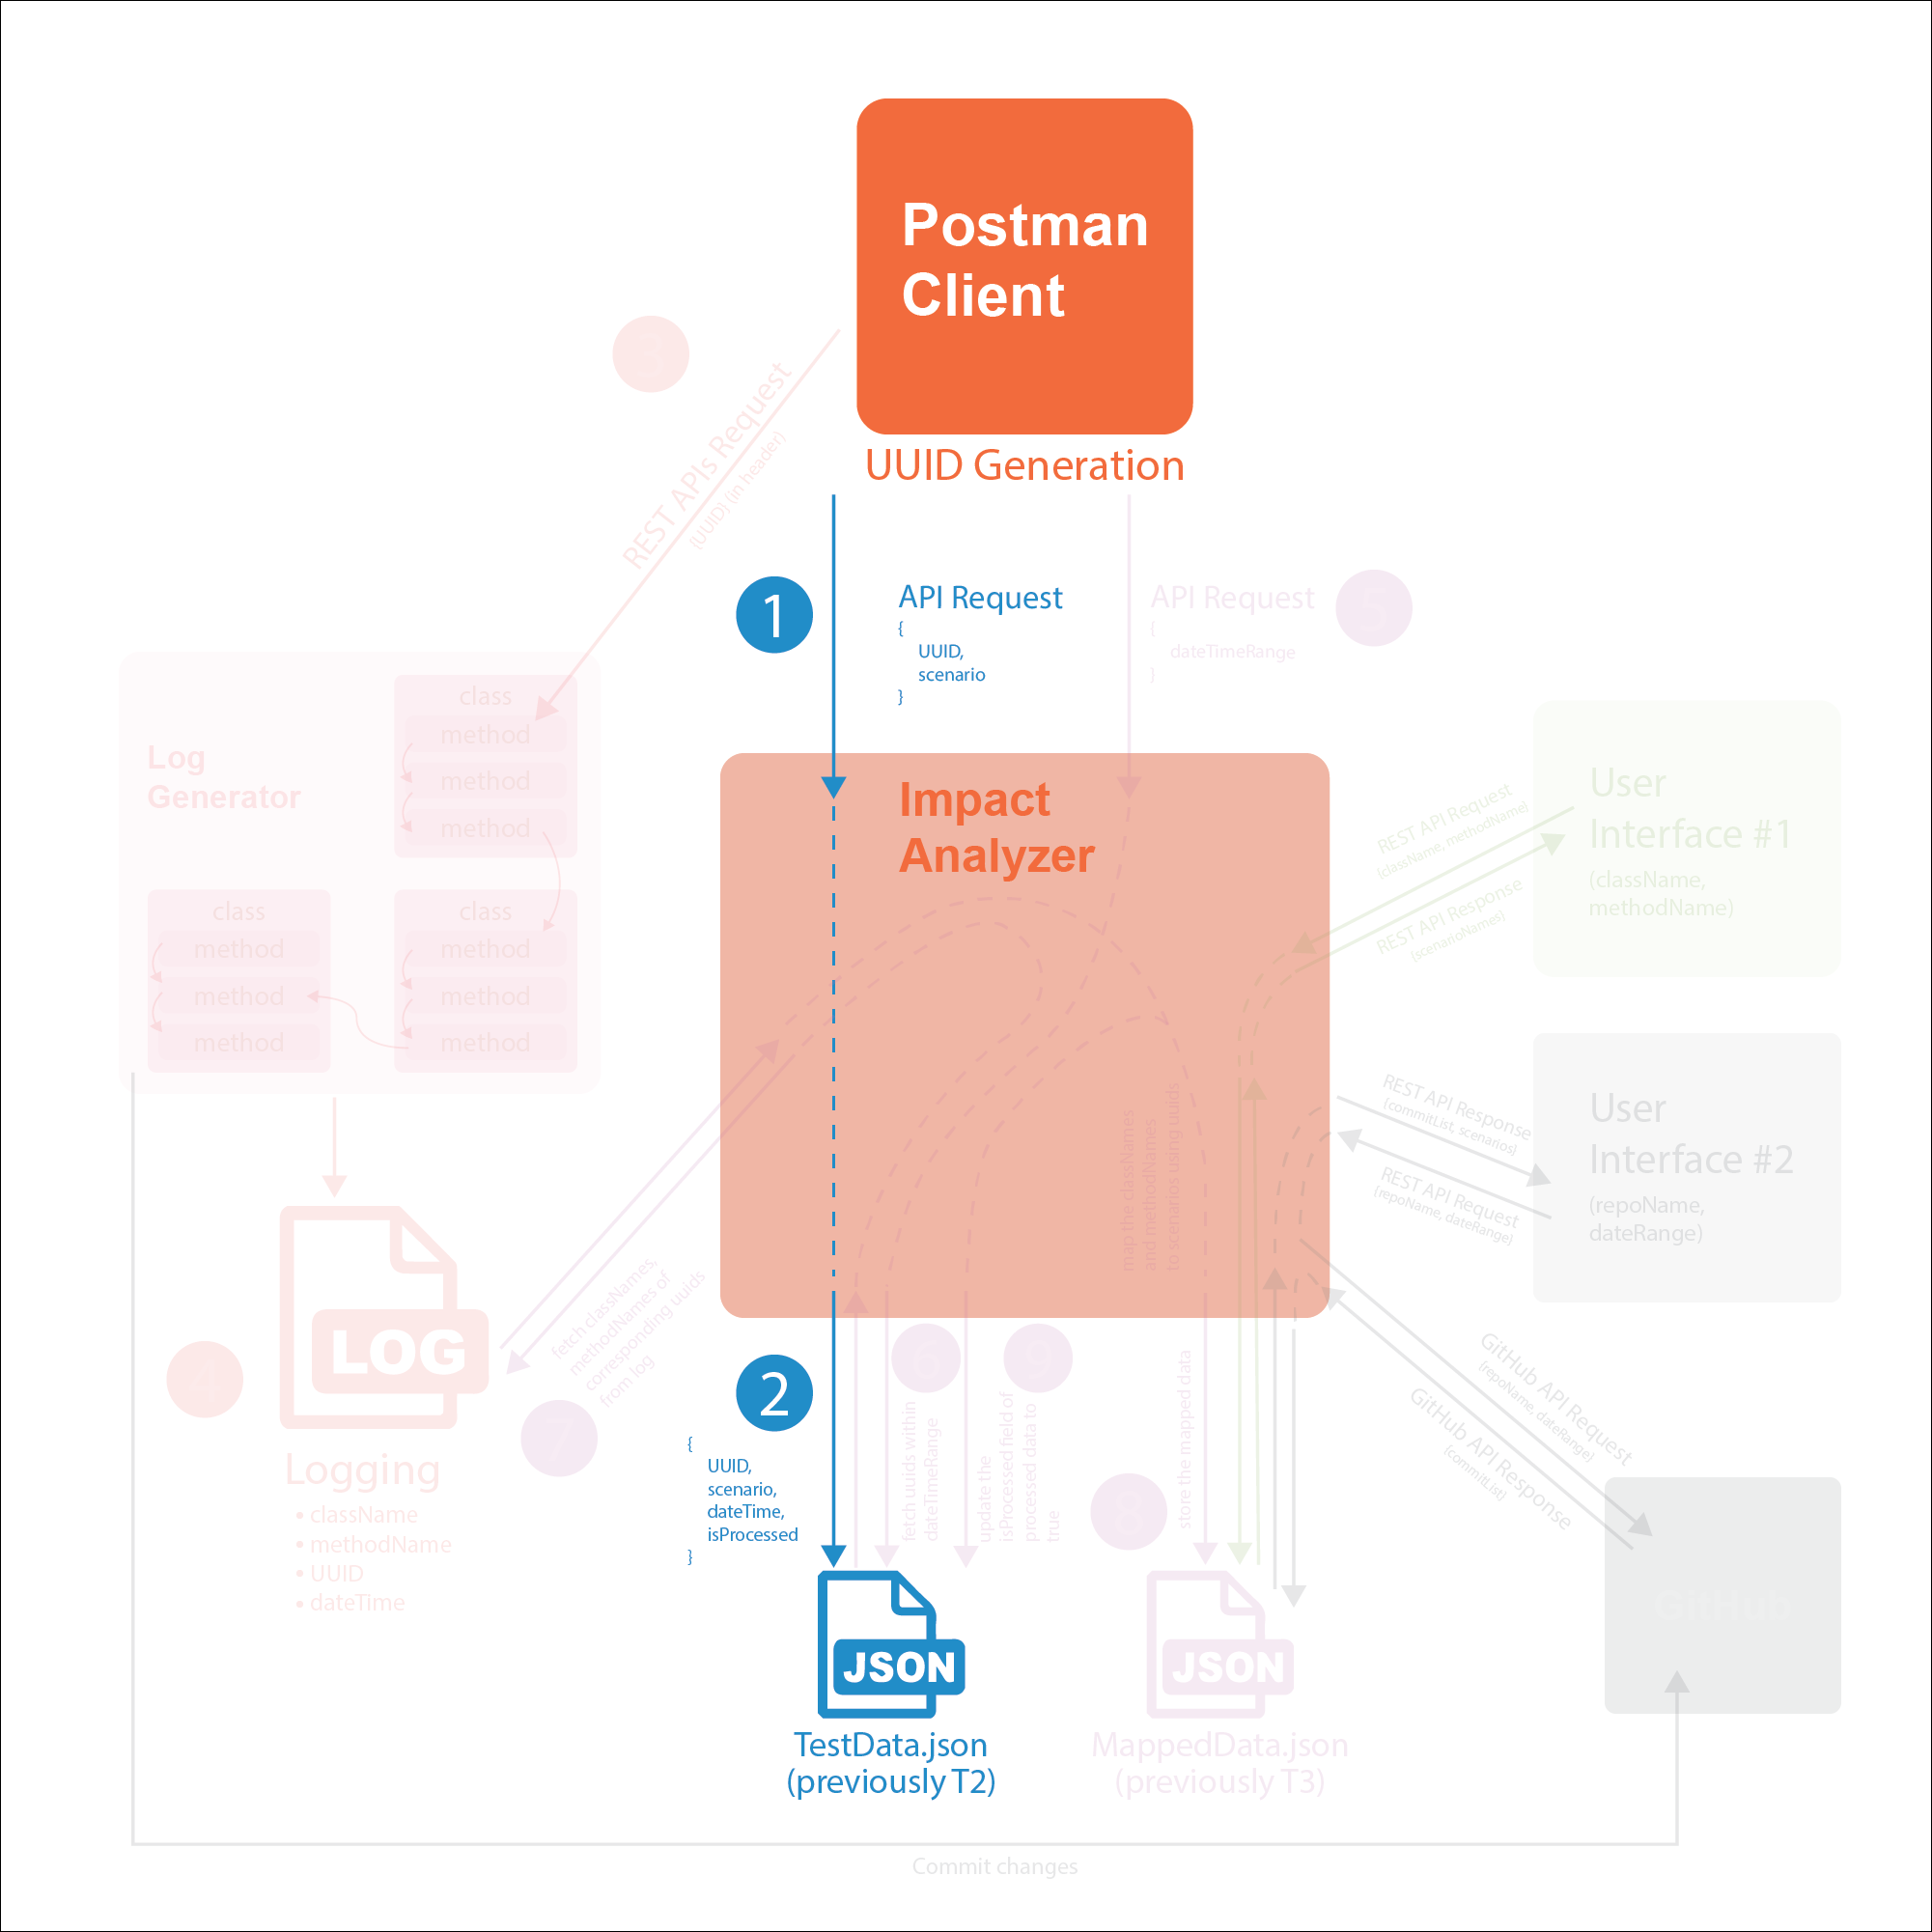 Postman
Client
UUID Generation
REST APIs Request
{UUID} (in header)
1
API Request
{
UUID,
scenario
}
API Request
{
dateTimeRange
}
5
Log
Generator
class
method
method
method
class
method
method
method
class
method
method
method
Impact
Analyzer
map the classNames
and methodNames
to scenarios using uuids
User
Interface #1
(className,
methodName)
REST API Request
{className, methodName}
REST API Response
{scenarioNames}
User
Interface #2
(repoName,
dateRange)
REST API Response
{commitList, scenarios}
REST API Request
{repoName, dateRange}
LOG
Logging
• className
• methodName
• UUID
• dateTime
7
fetch classNames,
methodNames of
corresponding uuids
from log
2
{
UUID,
scenario,
dateTime,
isProcessed
}
6
fetch uuids within
dateTimeRange
9
update the
isProcessed field of
processed data to
true
8
store the mapped data
GitHub API Request
{repoName, dateRange}
GitHub API Response
{commitList}
GitHub
JSON
TestData.json
(previously T2)
JSON
MappedData.json
(previously T3)
Commit changes